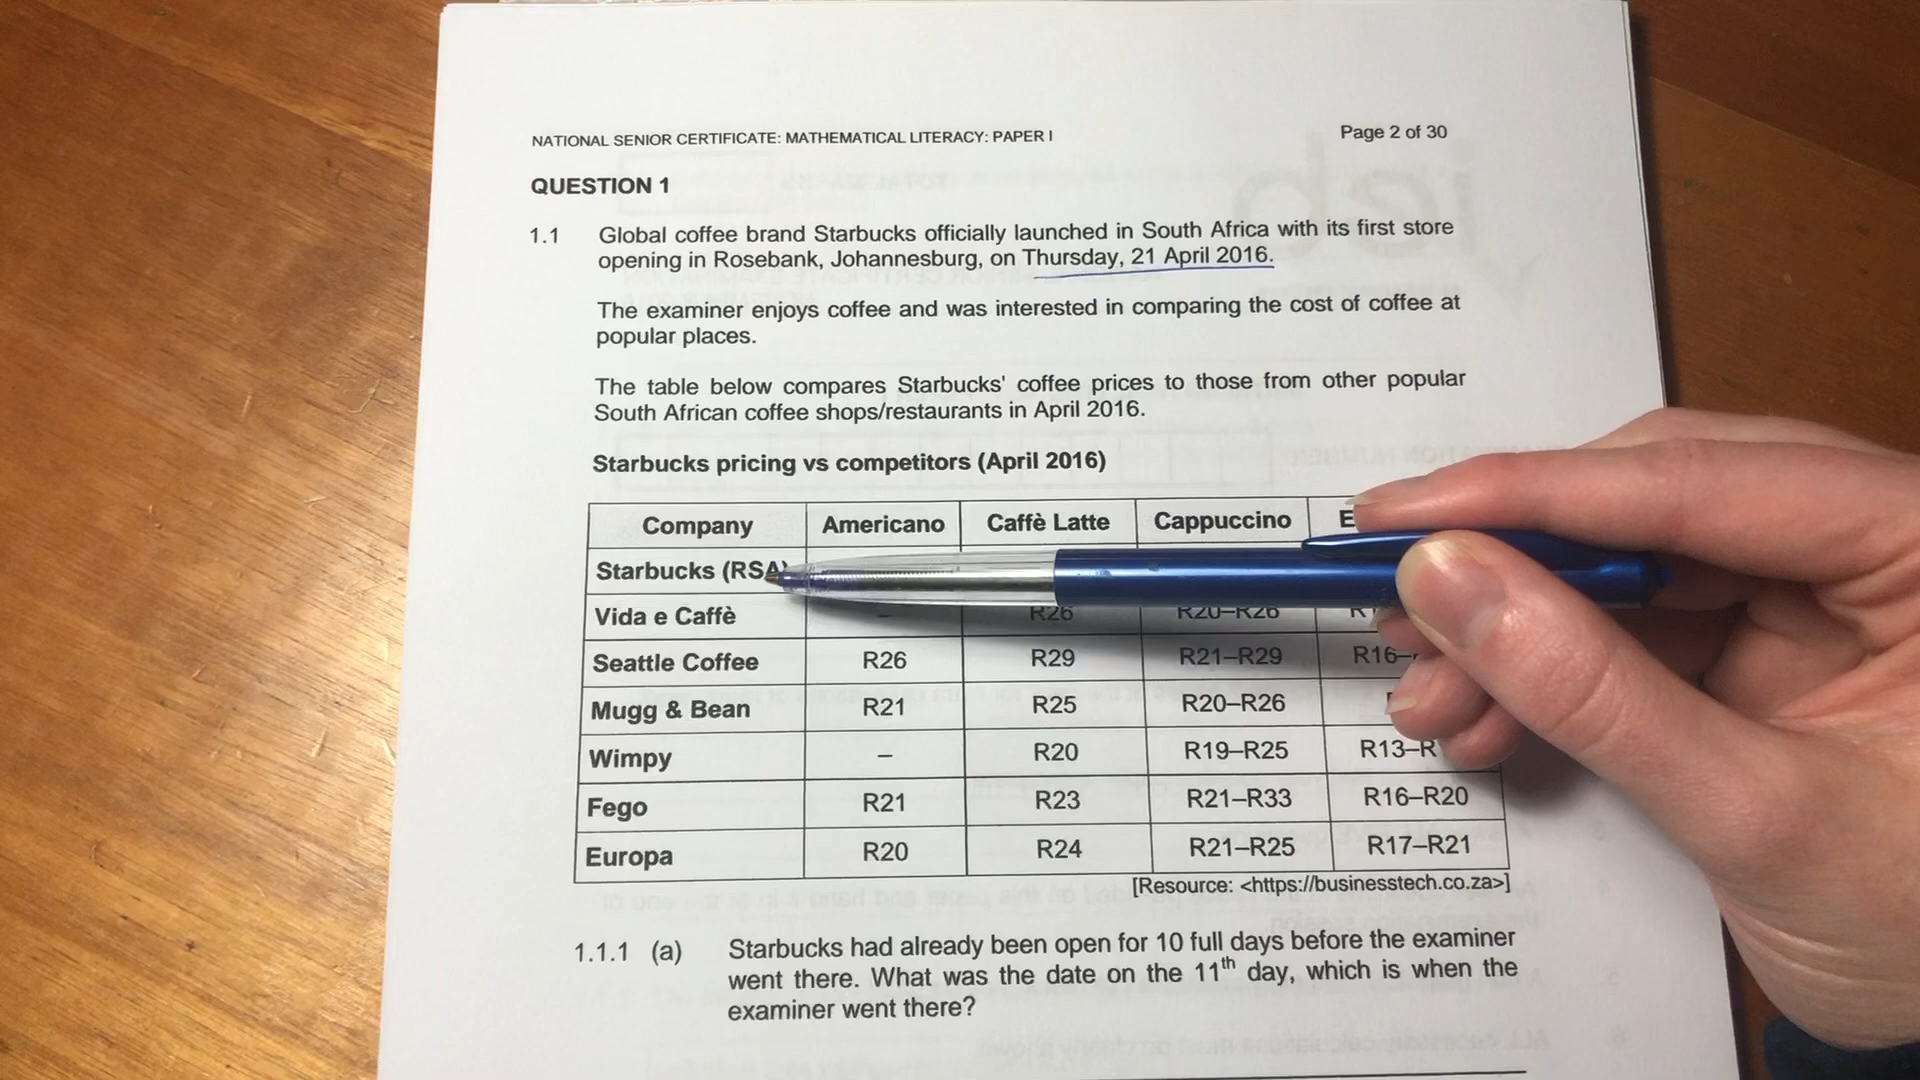 NATIONAL SENIOR CERTIFICATE: MATHEMATICAL LITERACY: PAPER I Page 2 of 30
QUESTION 1
1.1 Global coffee brand Starbucks officially launched in South Africa with its first store
opening in Rosebank, Johannesburg, on Thursday, 21 April 2016.
The examiner enjoys coffee and was interested in comparing the cost of coffee at
popular places.
The table below compares Starbucks' coffee prices to those from other popular
South African coffee shops/restaurants in April 2016.
Starbucks pricing vs competitors (April 2016)
Company Americano Caffè Latte Cappuccino
Starbucks (RSA)
Vida e Caffè – R26 R20–R26
Seattle Coffee R26 R29 R21–R29 R16–
Mugg & Bean R21 R25 R20–R26
Wimpy – R20 R19–R25 R13–R
Fego R21 R23 R21–R33 R16–R20
Europa R20 R24 R21–R25 R17–R21
[Resource: <https://businesstech.co.za>]
1.1.1 (a) Starbucks had already been open for 10 full days before the examiner
went there. What was the date on the 11th day, which is when the
examiner went there?